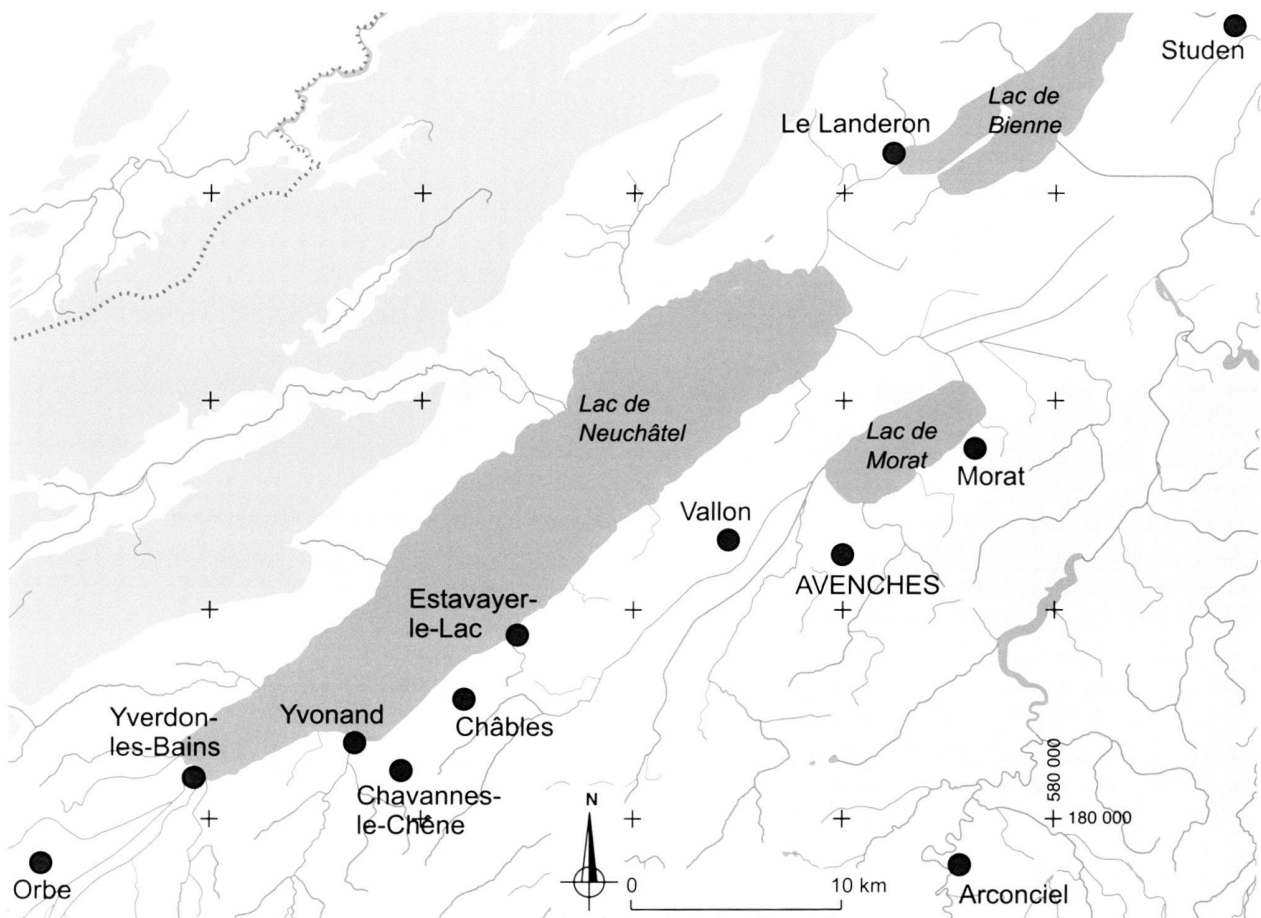 Studen
Lac de
Bienne
Le Landeron
Lac de
Neuchâtel
Lac de
Morat
Morat
Vallon
AVENCHES
Estavayer-
le-Lac
Châbles
Yvonand
Yverdon-
les-Bains
Chavannes-
le-Chêne
580 000
180 000
N
0 10 km
Orbe
Arconciel